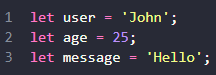 1 let user = 'John';
2 let age = 25;
3 let message = 'Hello';